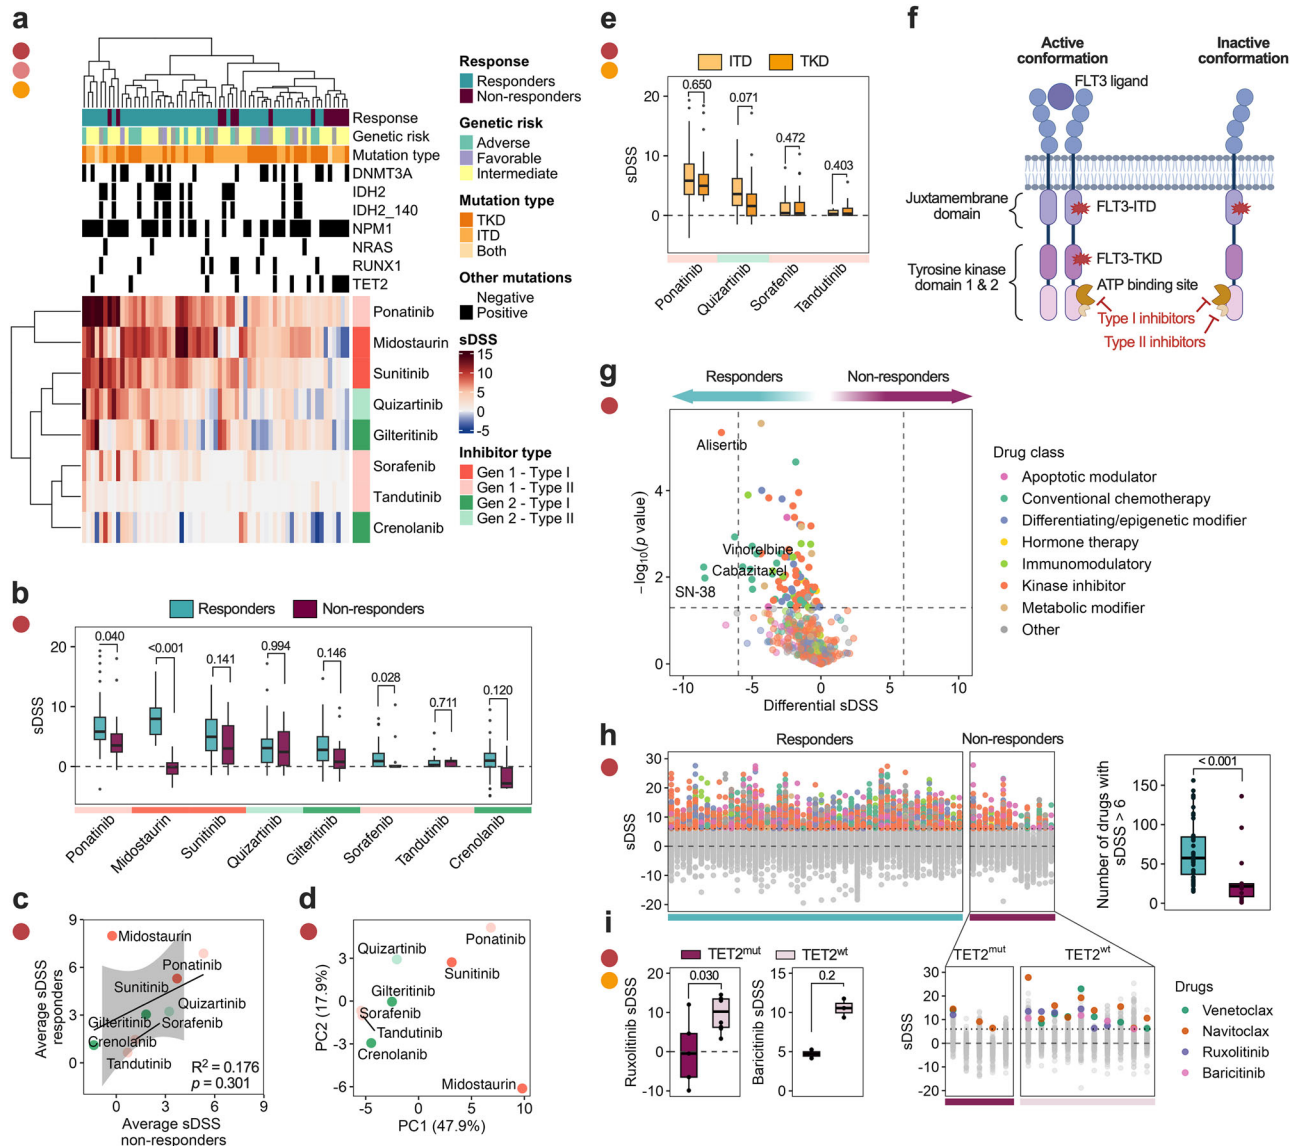 a
Response
Responders
Non-responders
Genetic risk
Adverse
Favorable
Intermediate
Mutation type
TKD
ITD
Both
Other mutations
Negative
Positive
sDSS
15
10
5
0
-5
Inhibitor type
Gen 1 - Type I
Gen 1 - Type II
Gen 2 - Type I
Gen 2 - Type II
Response
Genetic risk
Mutation type
DNMT3A
IDH2
IDH2_140
NPM1
NRAS
RUNX1
TET2
Ponatinib
Midostaurin
Sunitinib
Quizartinib
Gilteritinib
Sorafenib
Tandutinib
Crenolanib
b
Responders
Non-responders
sDSS
20
10
0
0.040
<0.001
0.141
0.994
0.146
0.028
0.711
0.120
Ponatinib
Midostaurin
Sunitinib
Quizartinib
Gilteritinib
Sorafenib
Tandutinib
Crenolanib
c
Average sDSS
responders
9
6
3
0
Midostaurin
Ponatinib
Sunitinib
Quizartinib
Gilteritinib
Sorafenib
Crenolanib
Tandutinib
R² = 0.176
p = 0.301
0
3
6
9
Average sDSS
non-responders
d
PC2 (17.9%)
3
0
-3
-6
Quizartinib
Ponatinib
Sunitinib
Gilteritinib
Sorafenib
Tandutinib
Crenolanib
Midostaurin
-5
0
5
10
PC1 (47.9%)
e
ITD
TKD
sDSS
20
10
0
0.650
0.071
0.472
0.403
Ponatinib
Quizartinib
Sorafenib
Tandutinib
f
Active
conformation
Inactive
conformation
FLT3 ligand
Juxtamembrane
domain
FLT3-ITD
FLT3-TKD
Tyrosine kinase
domain 1 & 2
ATP binding site
Type I inhibitors
Type II inhibitors
g
Responders
Non-responders
−log₁₀(p value)
4
2
0
Alisertib
Vinorelbine
Cabazitaxel
SN-38
-10
-5
0
5
10
Differential sDSS
Drug class
Apoptotic modulator
Conventional chemotherapy
Differentiating/epigenetic modifier
Hormone therapy
Immunomodulatory
Kinase inhibitor
Metabolic modifier
Other
h
Responders
Non-responders
sDSS
30
20
10
0
-10
-20
Number of drugs with
sDSS > 6
150
100
50
0
< 0.001
i
TET2ᵐᵘᵗ
TET2ʷᵗ
Ruxolitinib sDSS
20
10
0
-10
0.030
Baricitinib sDSS
15
10
5
0
0.2
TET2ᵐᵘᵗ
TET2ʷᵗ
sDSS
30
20
10
0
-10
-20
Drugs
Venetoclax
Navitoclax
Ruxolitinib
Baricitinib